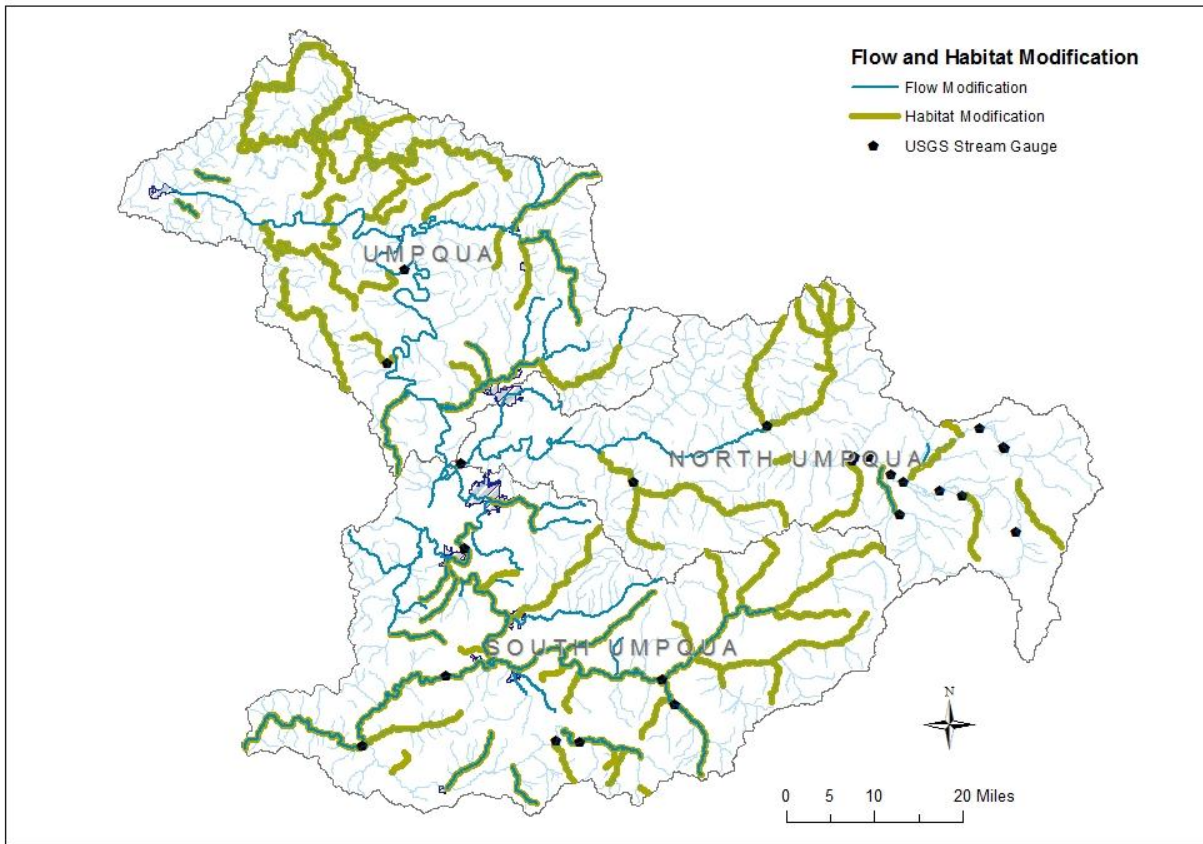 Flow and Habitat Modification
Flow Modification
Habitat Modification
USGS Stream Gauge
UMPQUA
NORTH UMPQUA
SOUTH UMPQUA
N
0 5 10 20 Miles